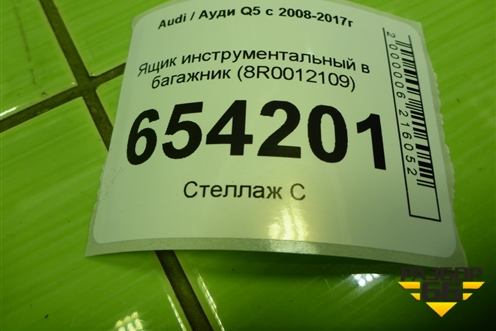 Audi / Ауди Q5 с 2008-2017г
Ящик инструментальный в
багажник (8R0012109)
654201
Стеллаж С
2000006216052